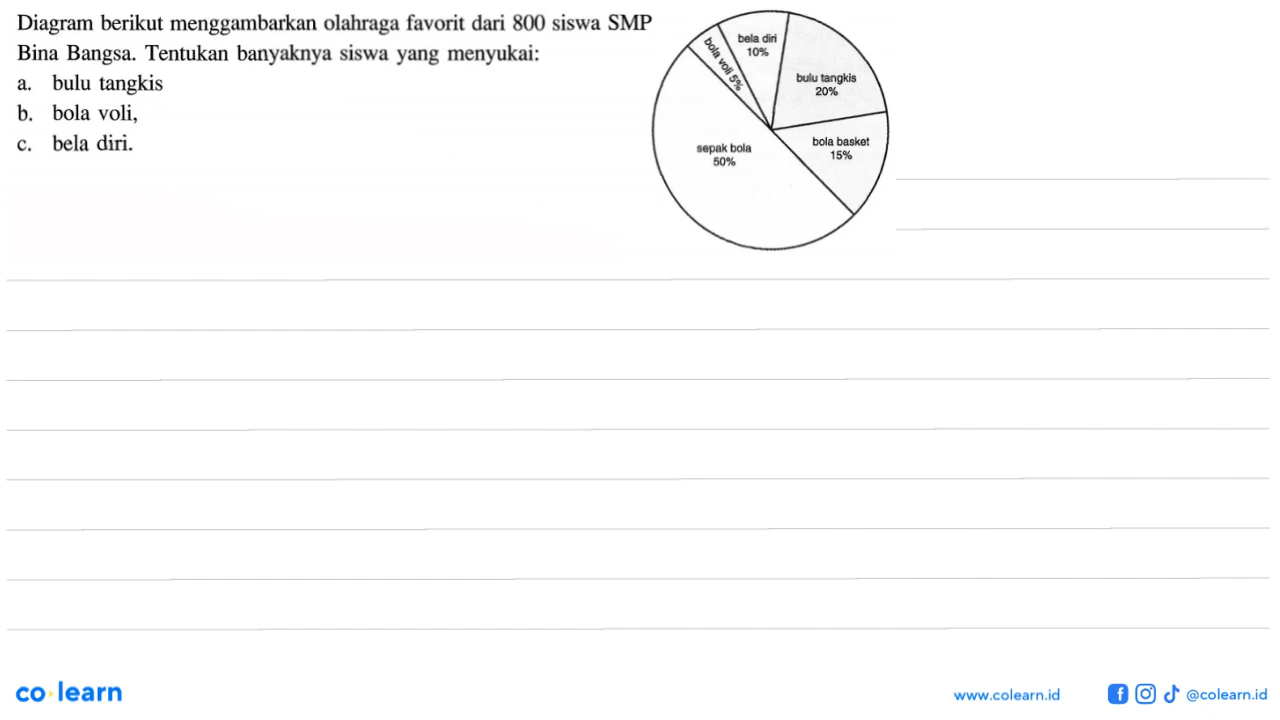 Diagram berikut menggambarkan olahraga favorit dari 800 siswa SMP
Bina Bangsa. Tentukan banyaknya siswa yang menyukai:
a. bulu tangkis
b. bola voli,
c. bela diri.
bola voli 5%
bela diri
10%
bulu tangkis
20%
bola basket
15%
sepak bola
50%
co learn
www.colearn.id
@colearn.id